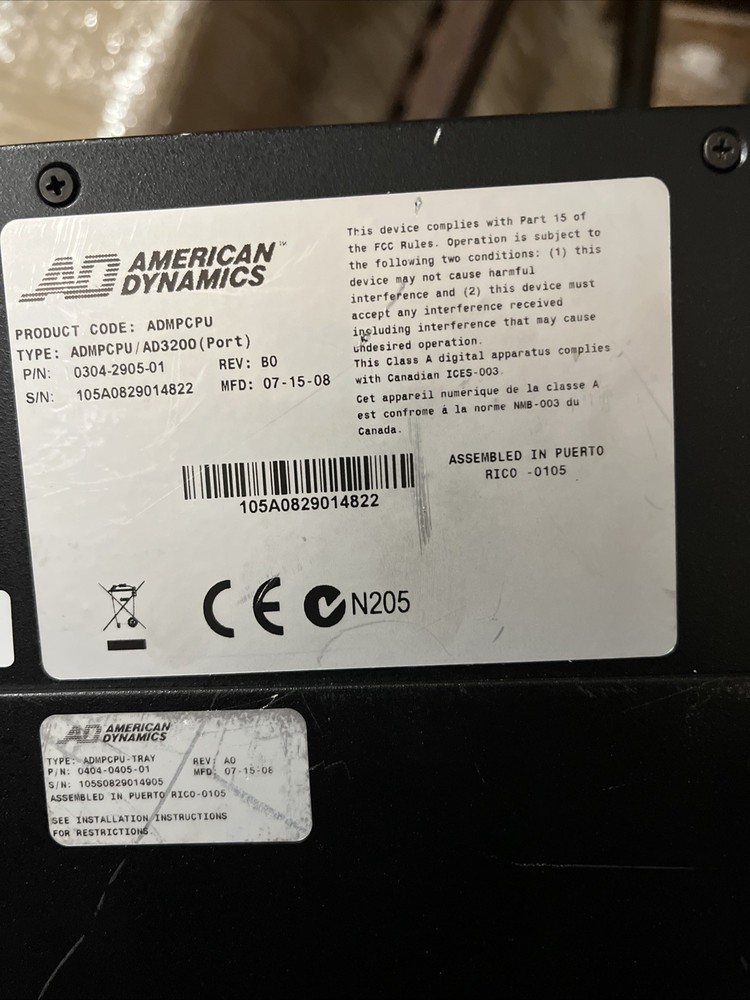 AD AMERICAN DYNAMICS™
PRODUCT CODE: ADMPCPU
TYPE: ADMPCPU/AD3200(Port)
P/N: 0304-2905-01 REV: B0
S/N: 105A0829014822 MFD: 07-15-08
This device complies with Part 15 of
the FCC Rules. Operation is subject to
the following two conditions: (1) this
device may not cause harmful
interference and (2) this device must
accept any interference received
including interference that may cause
undesired operation.
This Class A digital apparatus complies
with Canadian ICES-003.
Cet appareil numérique de la classe A
est confrome à la norme NMB-003 du
Canada.
ASSEMBLED IN PUERTO
RICO -0105
105A0829014822
CE N205
AD AMERICAN DYNAMICS
TYPE: ADMPCPU-TRAY REV: A0
P/N: 0404-0405-01 MFD: 07-15-08
S/N: 105S0829014905
ASSEMBLED IN PUERTO RICO-0105
SEE INSTALLATION INSTRUCTIONS
FOR RESTRICTIONS.